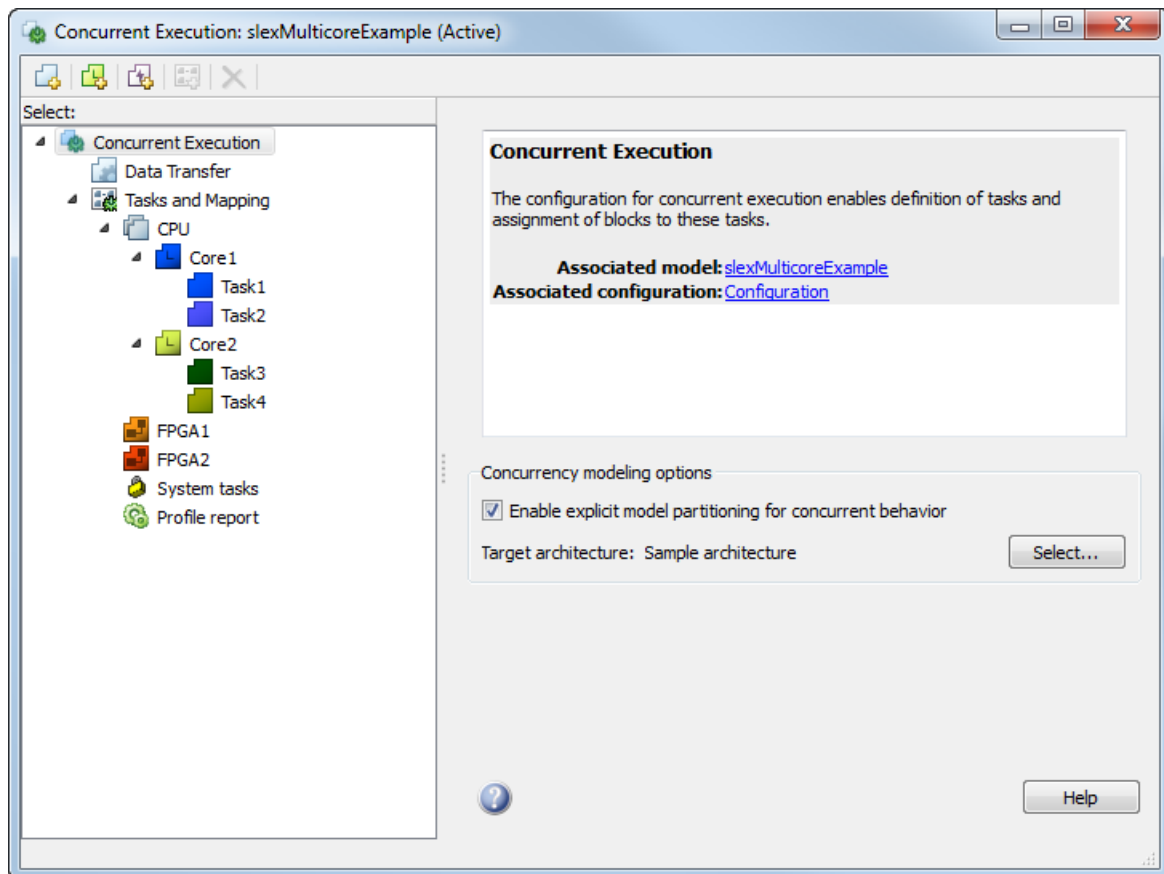 Concurrent Execution: slexMulticoreExample (Active)
Select:
Concurrent Execution
Data Transfer
Tasks and Mapping
CPU
Core1
Task1
Task2
Core2
Task3
Task4
FPGA1
FPGA2
System tasks
Profile report
Concurrent Execution
The configuration for concurrent execution enables definition of tasks and
assignment of blocks to these tasks.
Associated model: slexMulticoreExample
Associated configuration: Configuration
Concurrency modeling options
Enable explicit model partitioning for concurrent behavior
Target architecture: Sample architecture
Select...
Help